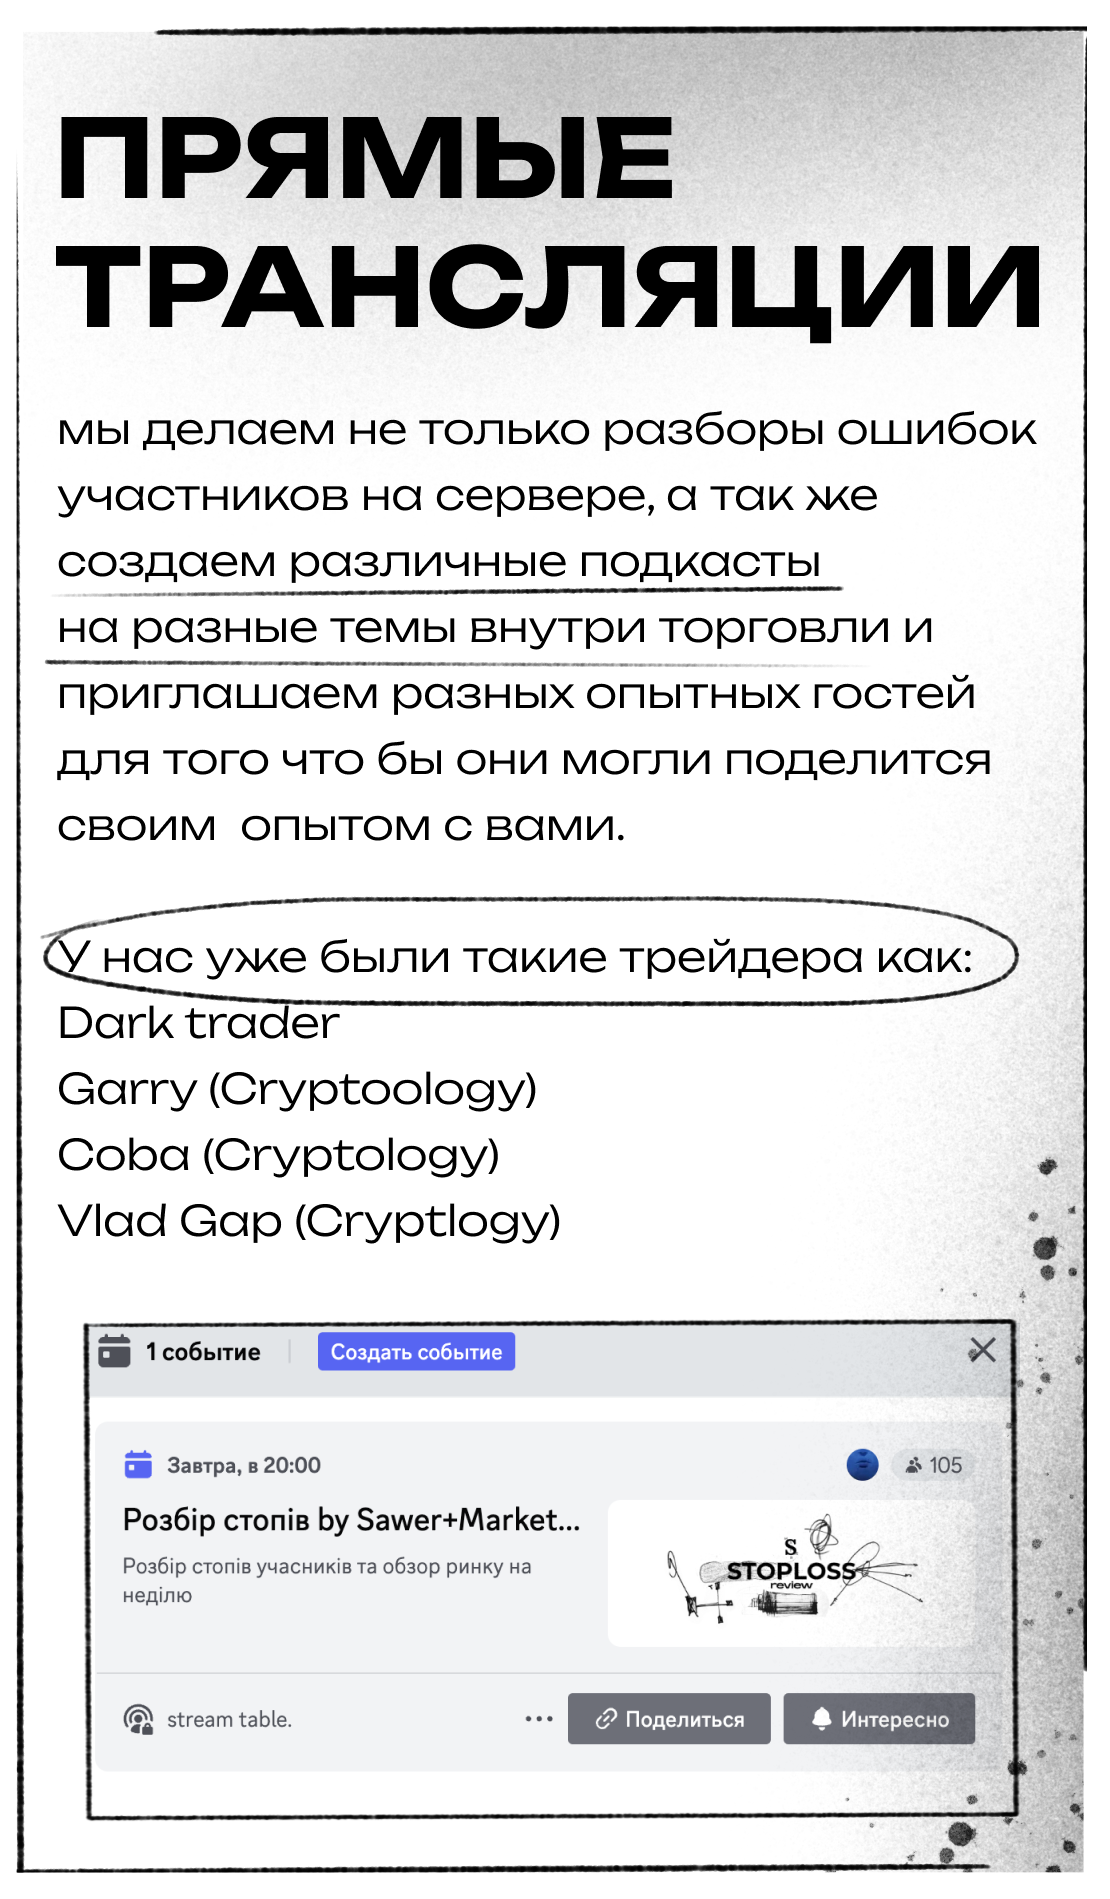 ПРЯМЫЕ
ТРАНСЛЯЦИИ
мы делаем не только разборы ошибок
участников на сервере, а так же
создаем различные подкасты
на разные темы внутри торговли и
приглашаем разных опытных гостей
для того что бы они могли поделится
своим опытом с вами.
У нас уже были такие трейдера как:
Dark trader
Garry (Cryptoology)
Coba (Cryptology)
Vlad Gap (Cryptlogy)
1 событие
Создать событие
Завтра, в 20:00
105
Розбір стопів by Sawer+Market...
Розбір стопів учасників та обзор ринку на
неділю
S
STOPLOSS
review
stream table.
Поделиться
Интересно